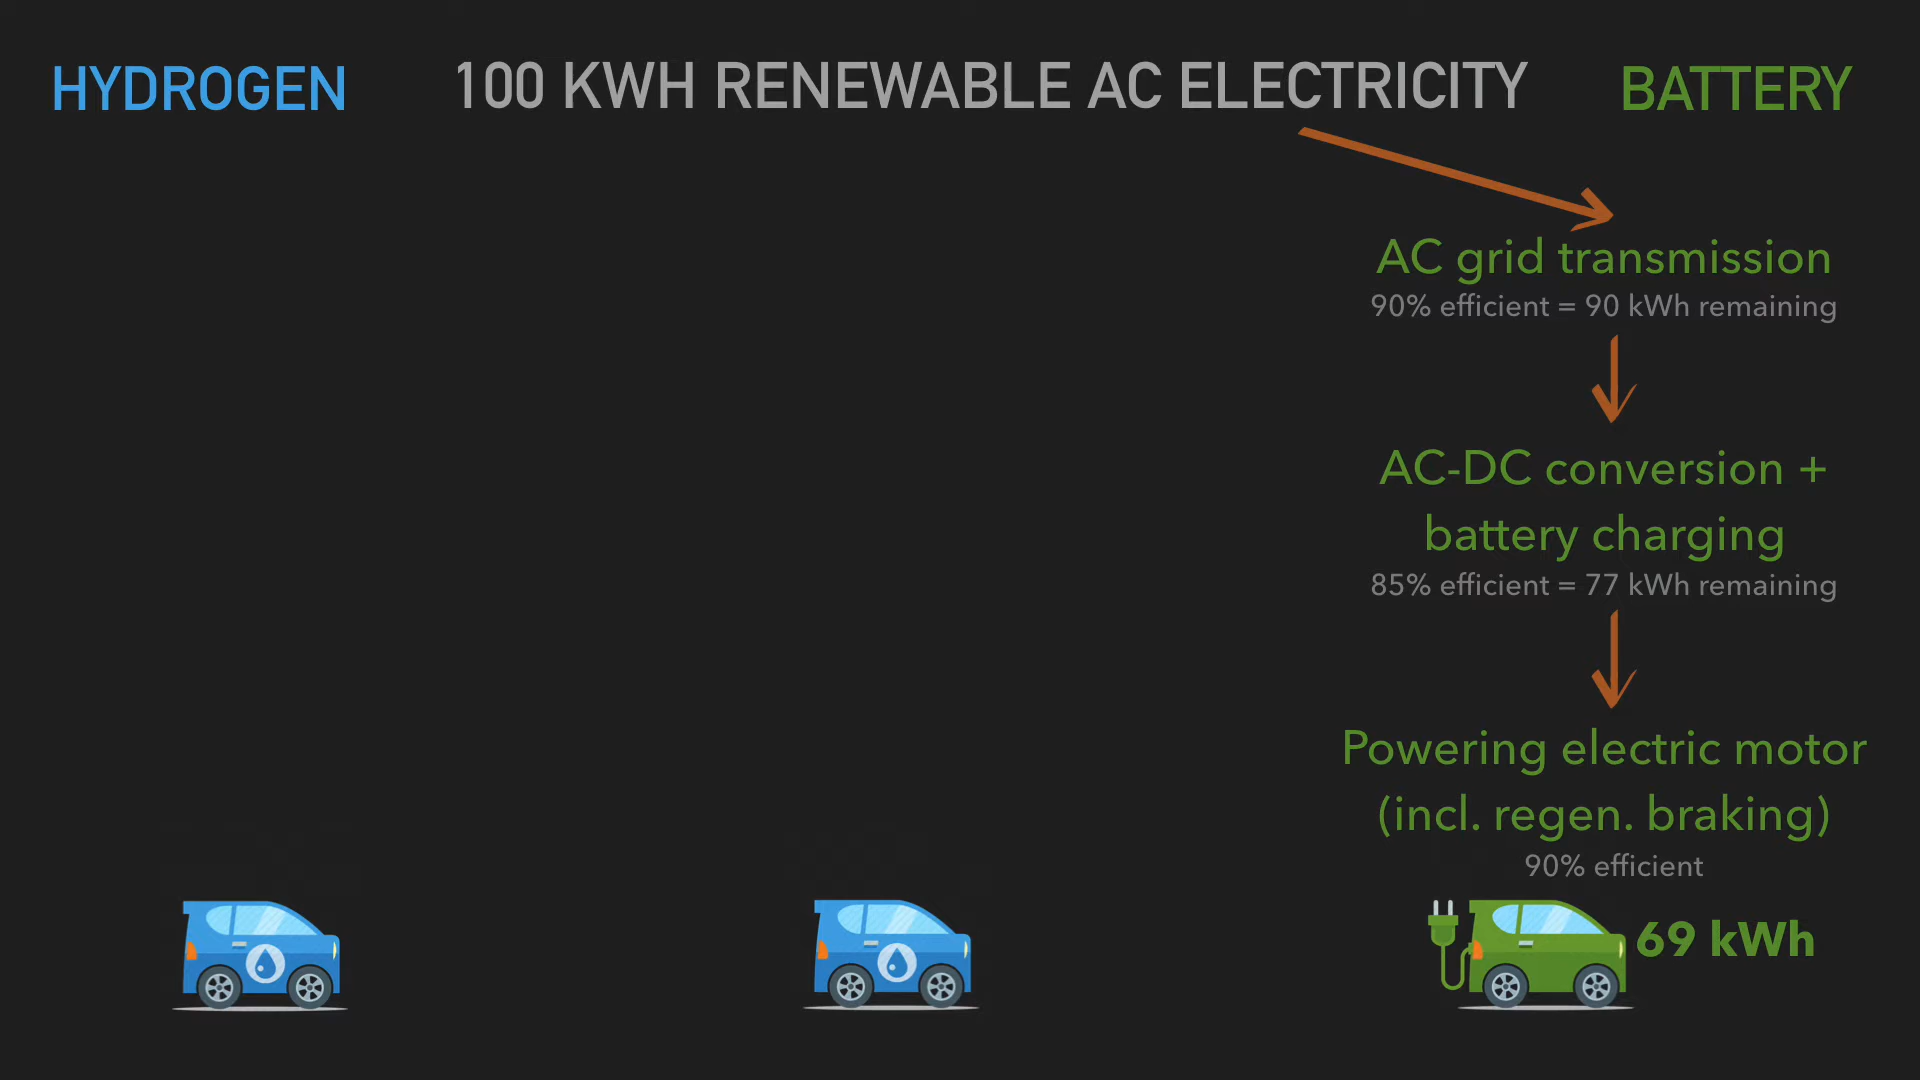 HYDROGEN
100 KWH RENEWABLE AC ELECTRICITY
BATTERY
AC grid transmission
90% efficient = 90 kWh remaining
AC-DC conversion +
battery charging
85% efficient = 77 kWh remaining
Powering electric motor
(incl. regen. braking)
90% efficient
69 kWh